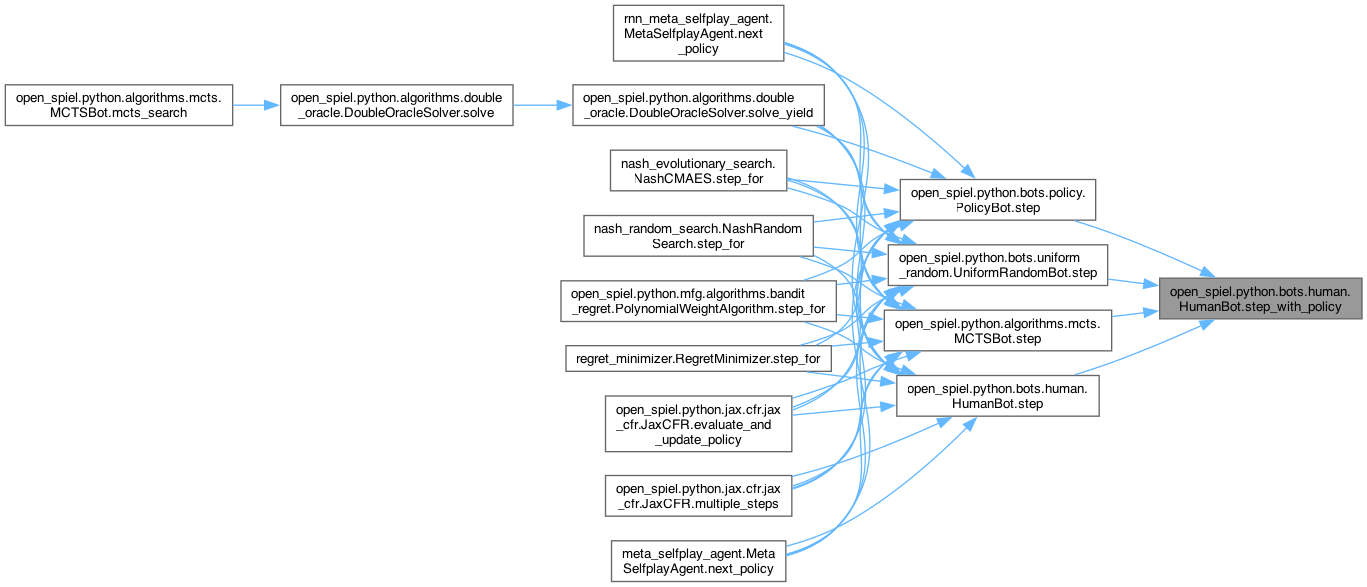 rnn_meta_selfplay_agent.
MetaSelfplayAgent.next
_policy
open_spiel.python.algorithms.mcts.
MCTSBot.mcts_search
open_spiel.python.algorithms.double
_oracle.DoubleOracleSolver.solve
open_spiel.python.algorithms.double
_oracle.DoubleOracleSolver.solve_yield
nash_evolutionary_search.
NashCMAES.step_for
nash_random_search.NashRandom
Search.step_for
open_spiel.python.mfg.algorithms.bandit
_regret.PolynomialWeightAlgorithm.step_for
regret_minimizer.RegretMinimizer.step_for
open_spiel.python.jax.cfr.jax
_cfr.JaxCFR.evaluate_and
_update_policy
open_spiel.python.jax.cfr.jax
_cfr.JaxCFR.multiple_steps
meta_selfplay_agent.Meta
SelfplayAgent.next_policy
open_spiel.python.bots.policy.
PolicyBot.step
open_spiel.python.bots.uniform
_random.UniformRandomBot.step
open_spiel.python.algorithms.mcts.
MCTSBot.step
open_spiel.python.bots.human.
HumanBot.step
open_spiel.python.bots.human.
HumanBot.step_with_policy